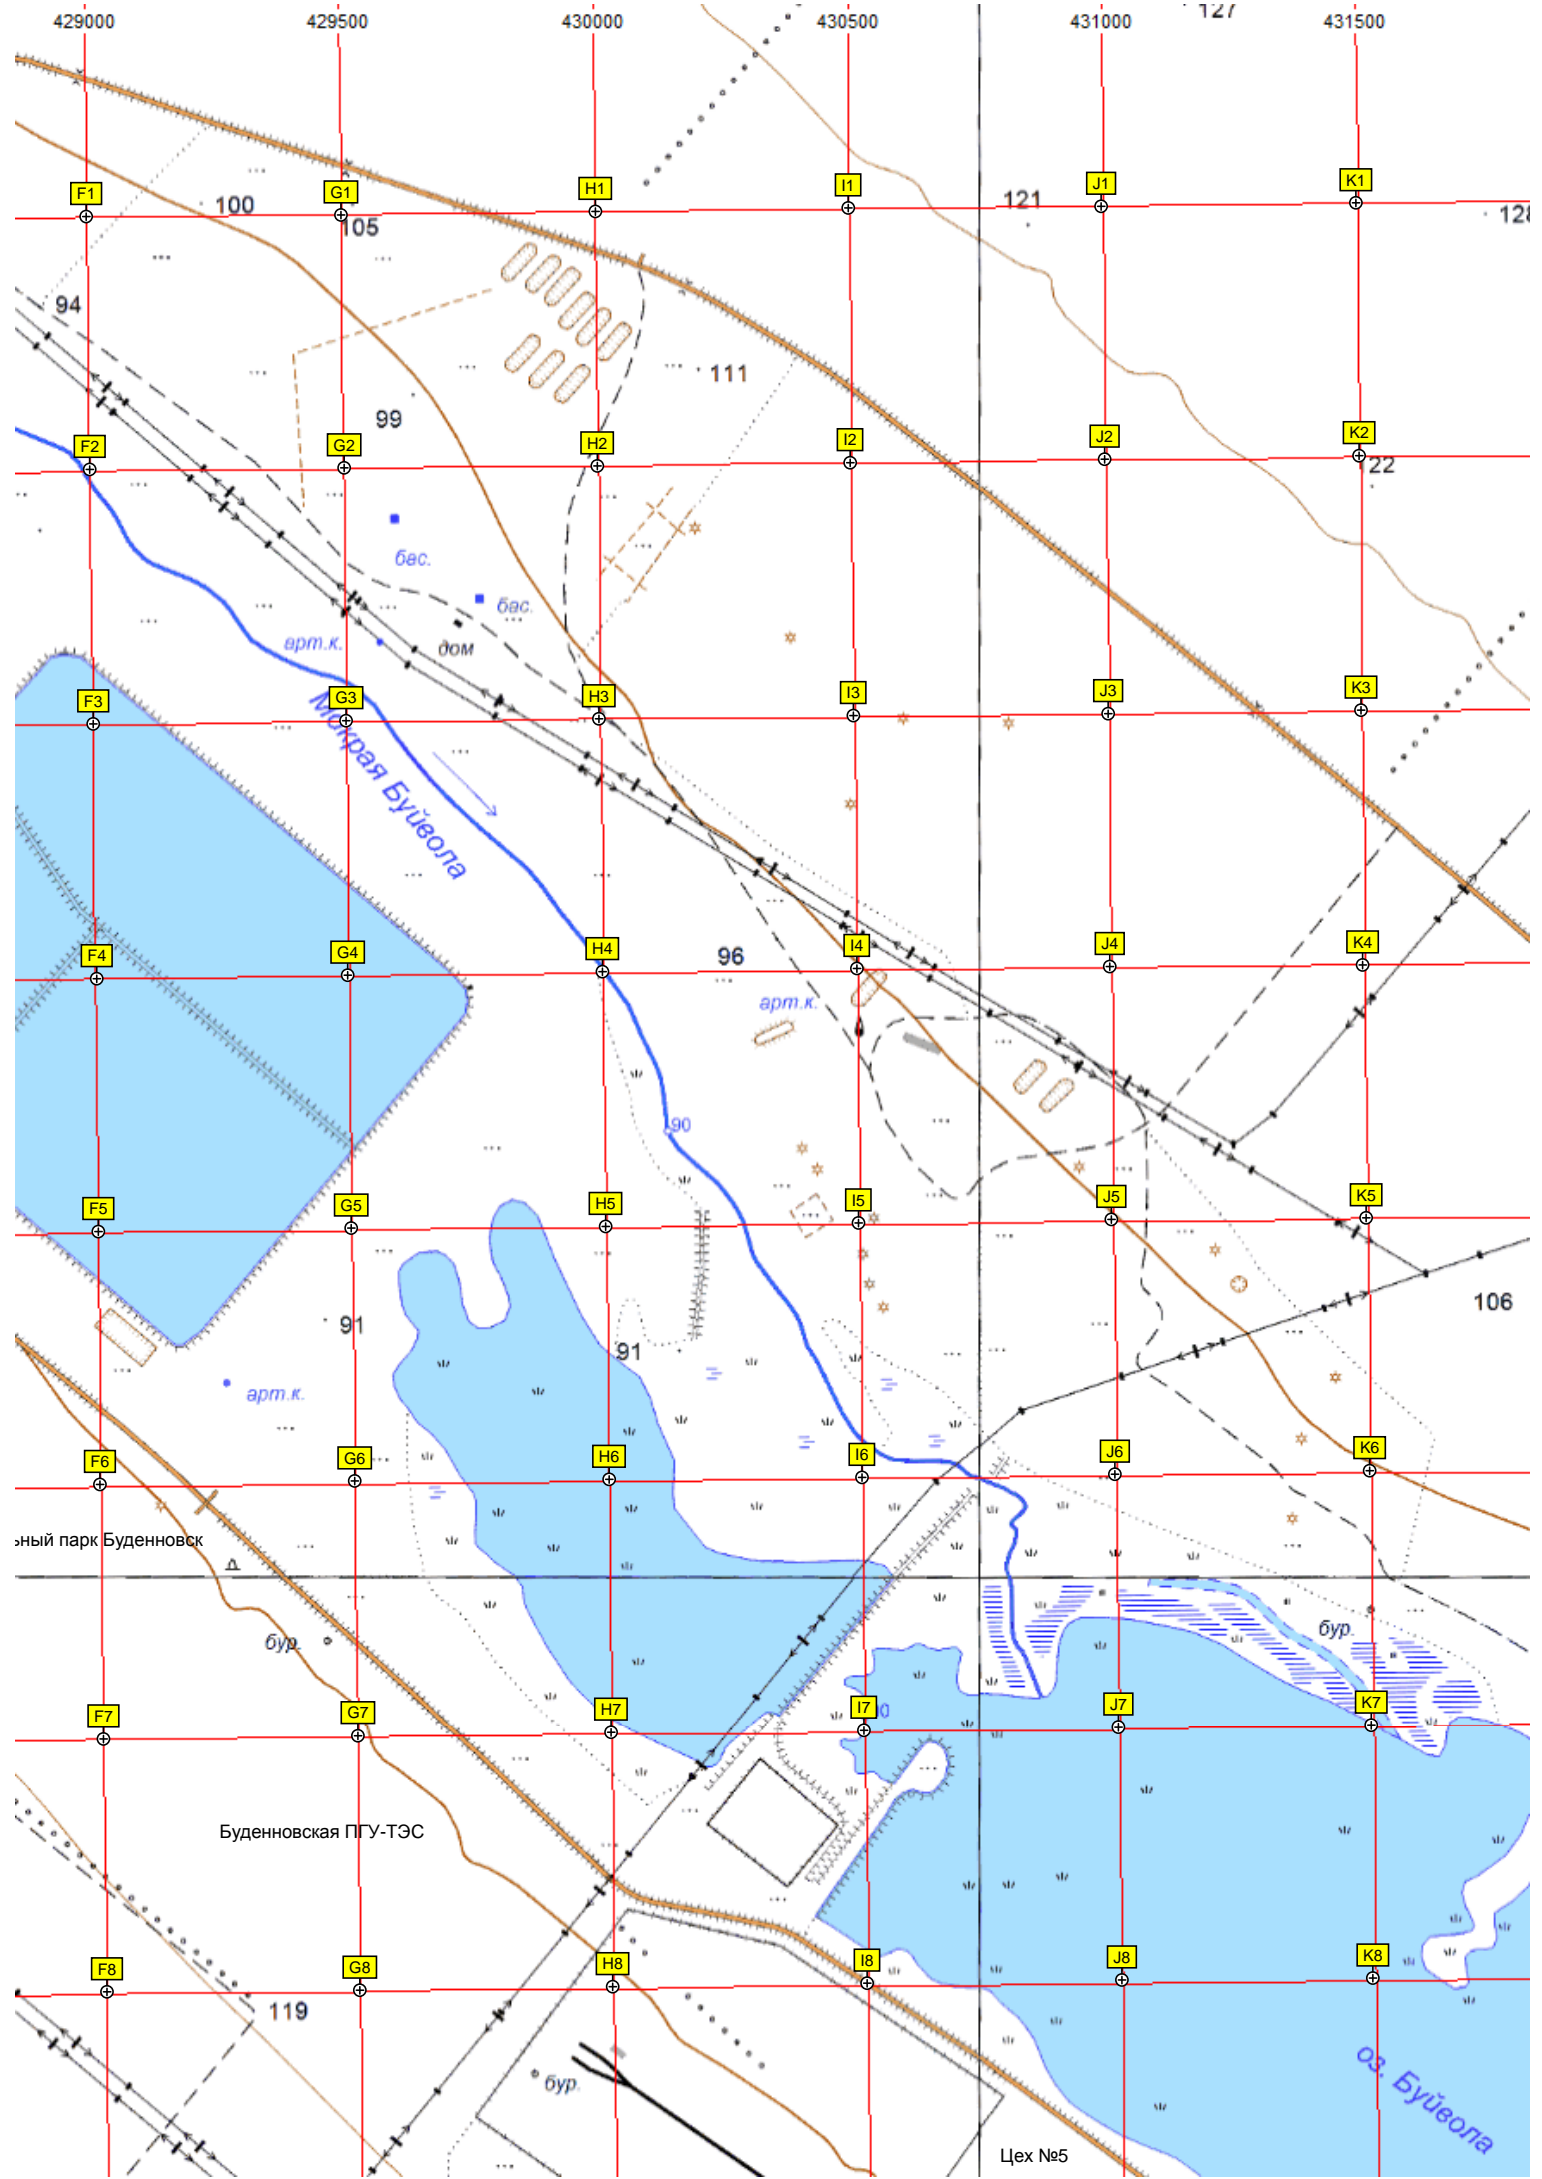 127
429000 429500 430000 430500 431000 431500
F1 G1 H1 I1 J1 K1
100 121
105
94
111
99
F2 G2 H2 I2 J2 K2
22
бас.
бас.
арт.к.
дом
F3 G3 H3 I3 J3 K3
Мокрая Буйвола
F4 G4 H4 I4 J4 K4
96
арт.к.
90
F5 G5 H5 I5 J5 K5
106
91
91
арт.к.
F6 G6 H6 I6 J6 K6
ьный парк Буденновск
бур.
бур.
F7 G7 H7 I7 J7 K7
Буденновская ПГУ-ТЭС
F8 G8 H8 I8 J8 K8
119
бур.
оз. Буйвола
Цех №5